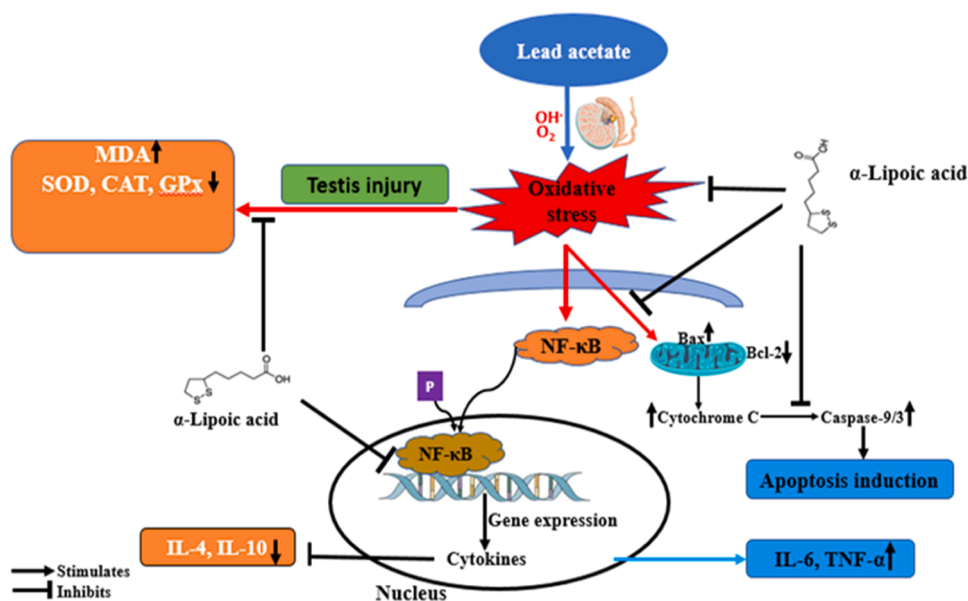 Lead acetate
OH·
O2
MDA
SOD, CAT, GPx
Testis injury
Oxidative
stress
α-Lipoic acid
HO
O
S
S
NF-κB
Bax
Bcl-2
O
OH
S
S
α-Lipoic acid
P
Cytochrome C
Caspase-9/3
NF-κB
Apoptosis induction
Gene expression
IL-4, IL-10
Cytokines
IL-6, TNF-α
Stimulates
Inhibits
Nucleus